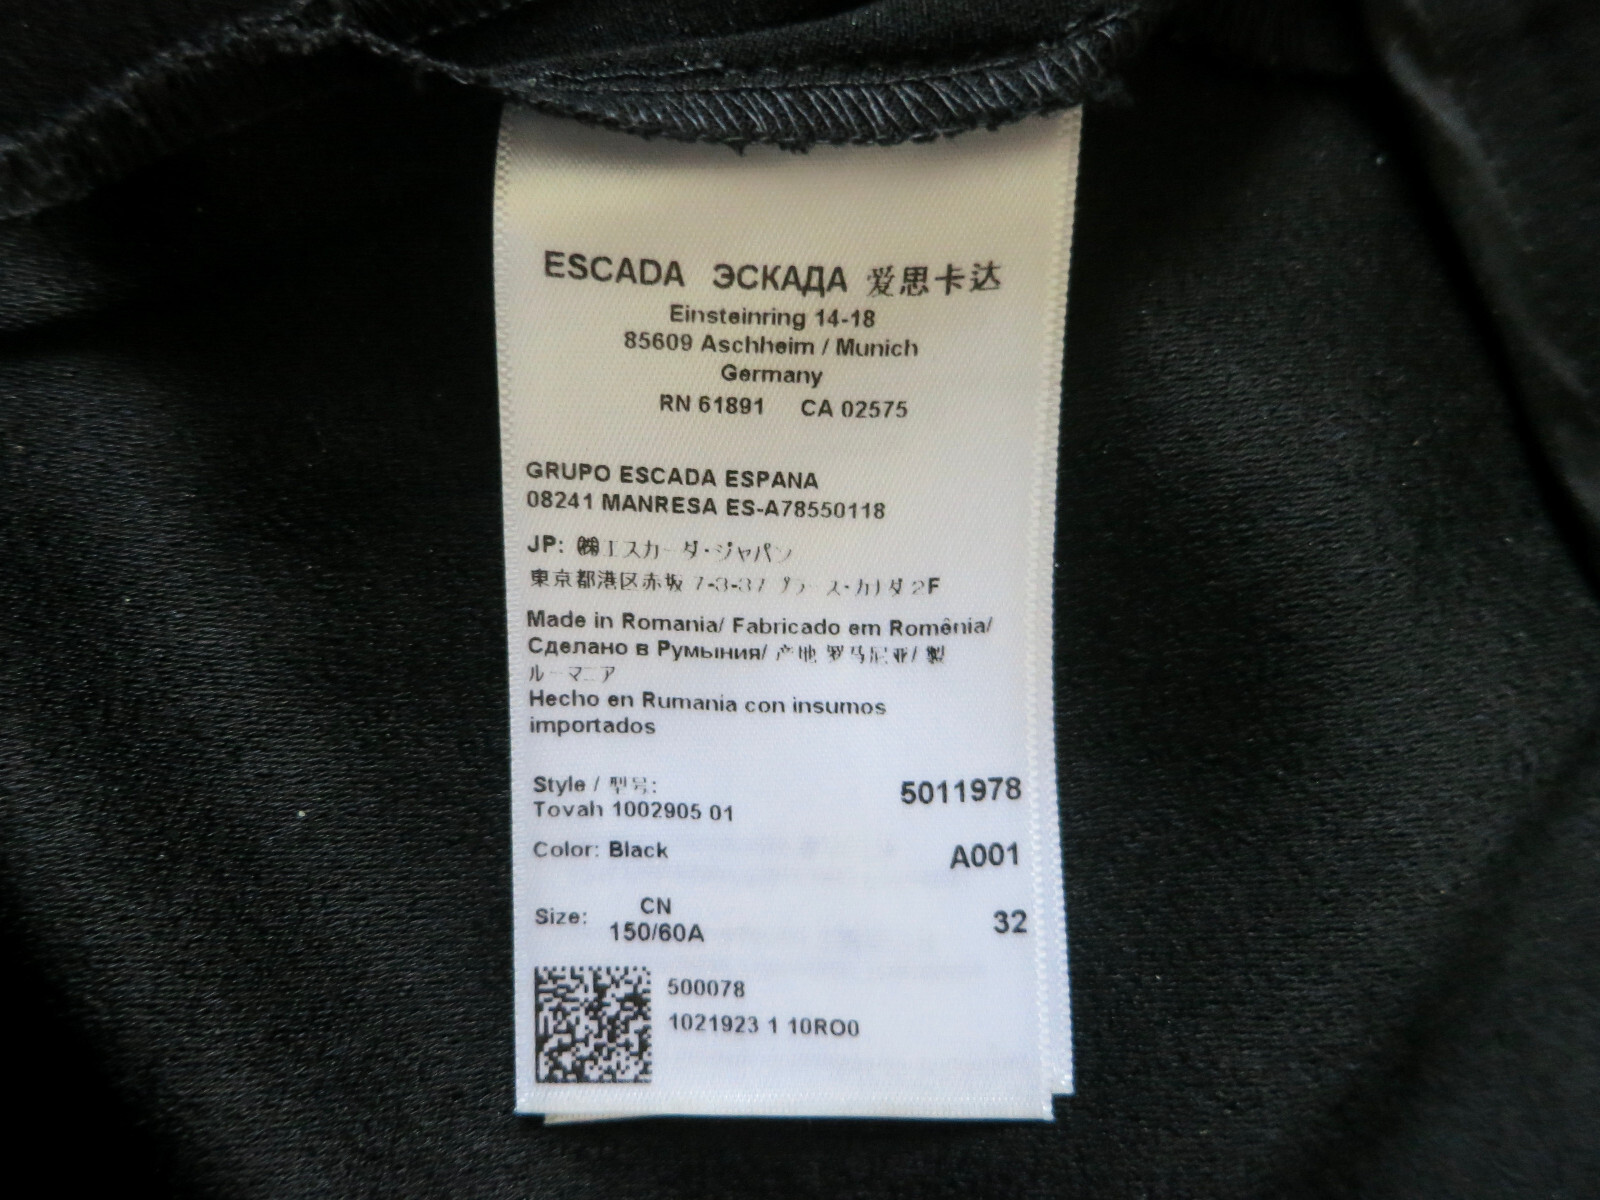 ESCADA ЭСКАДА 爱思卡达
Einsteinring 14-18
85609 Aschheim / Munich
Germany
RN 61891 CA 02575
GRUPO ESCADA ESPANA
08241 MANRESA ES-A78550118
JP: ㈱エスカーダ・ジャパン
東京都港区赤坂 7-3-37 プラース・カナダ 2F
Made in Romania/ Fabricado em Romênia/
Сделано в Румыния/ 产地 罗马尼亚/ 製
ルーマニア
Hecho en Rumania con insumos
importados
Style / 型号: 5011978
Tovah 1002905 01
Color: Black A001
CN
Size: 150/60A 32
500078
1021923 1 10RO0